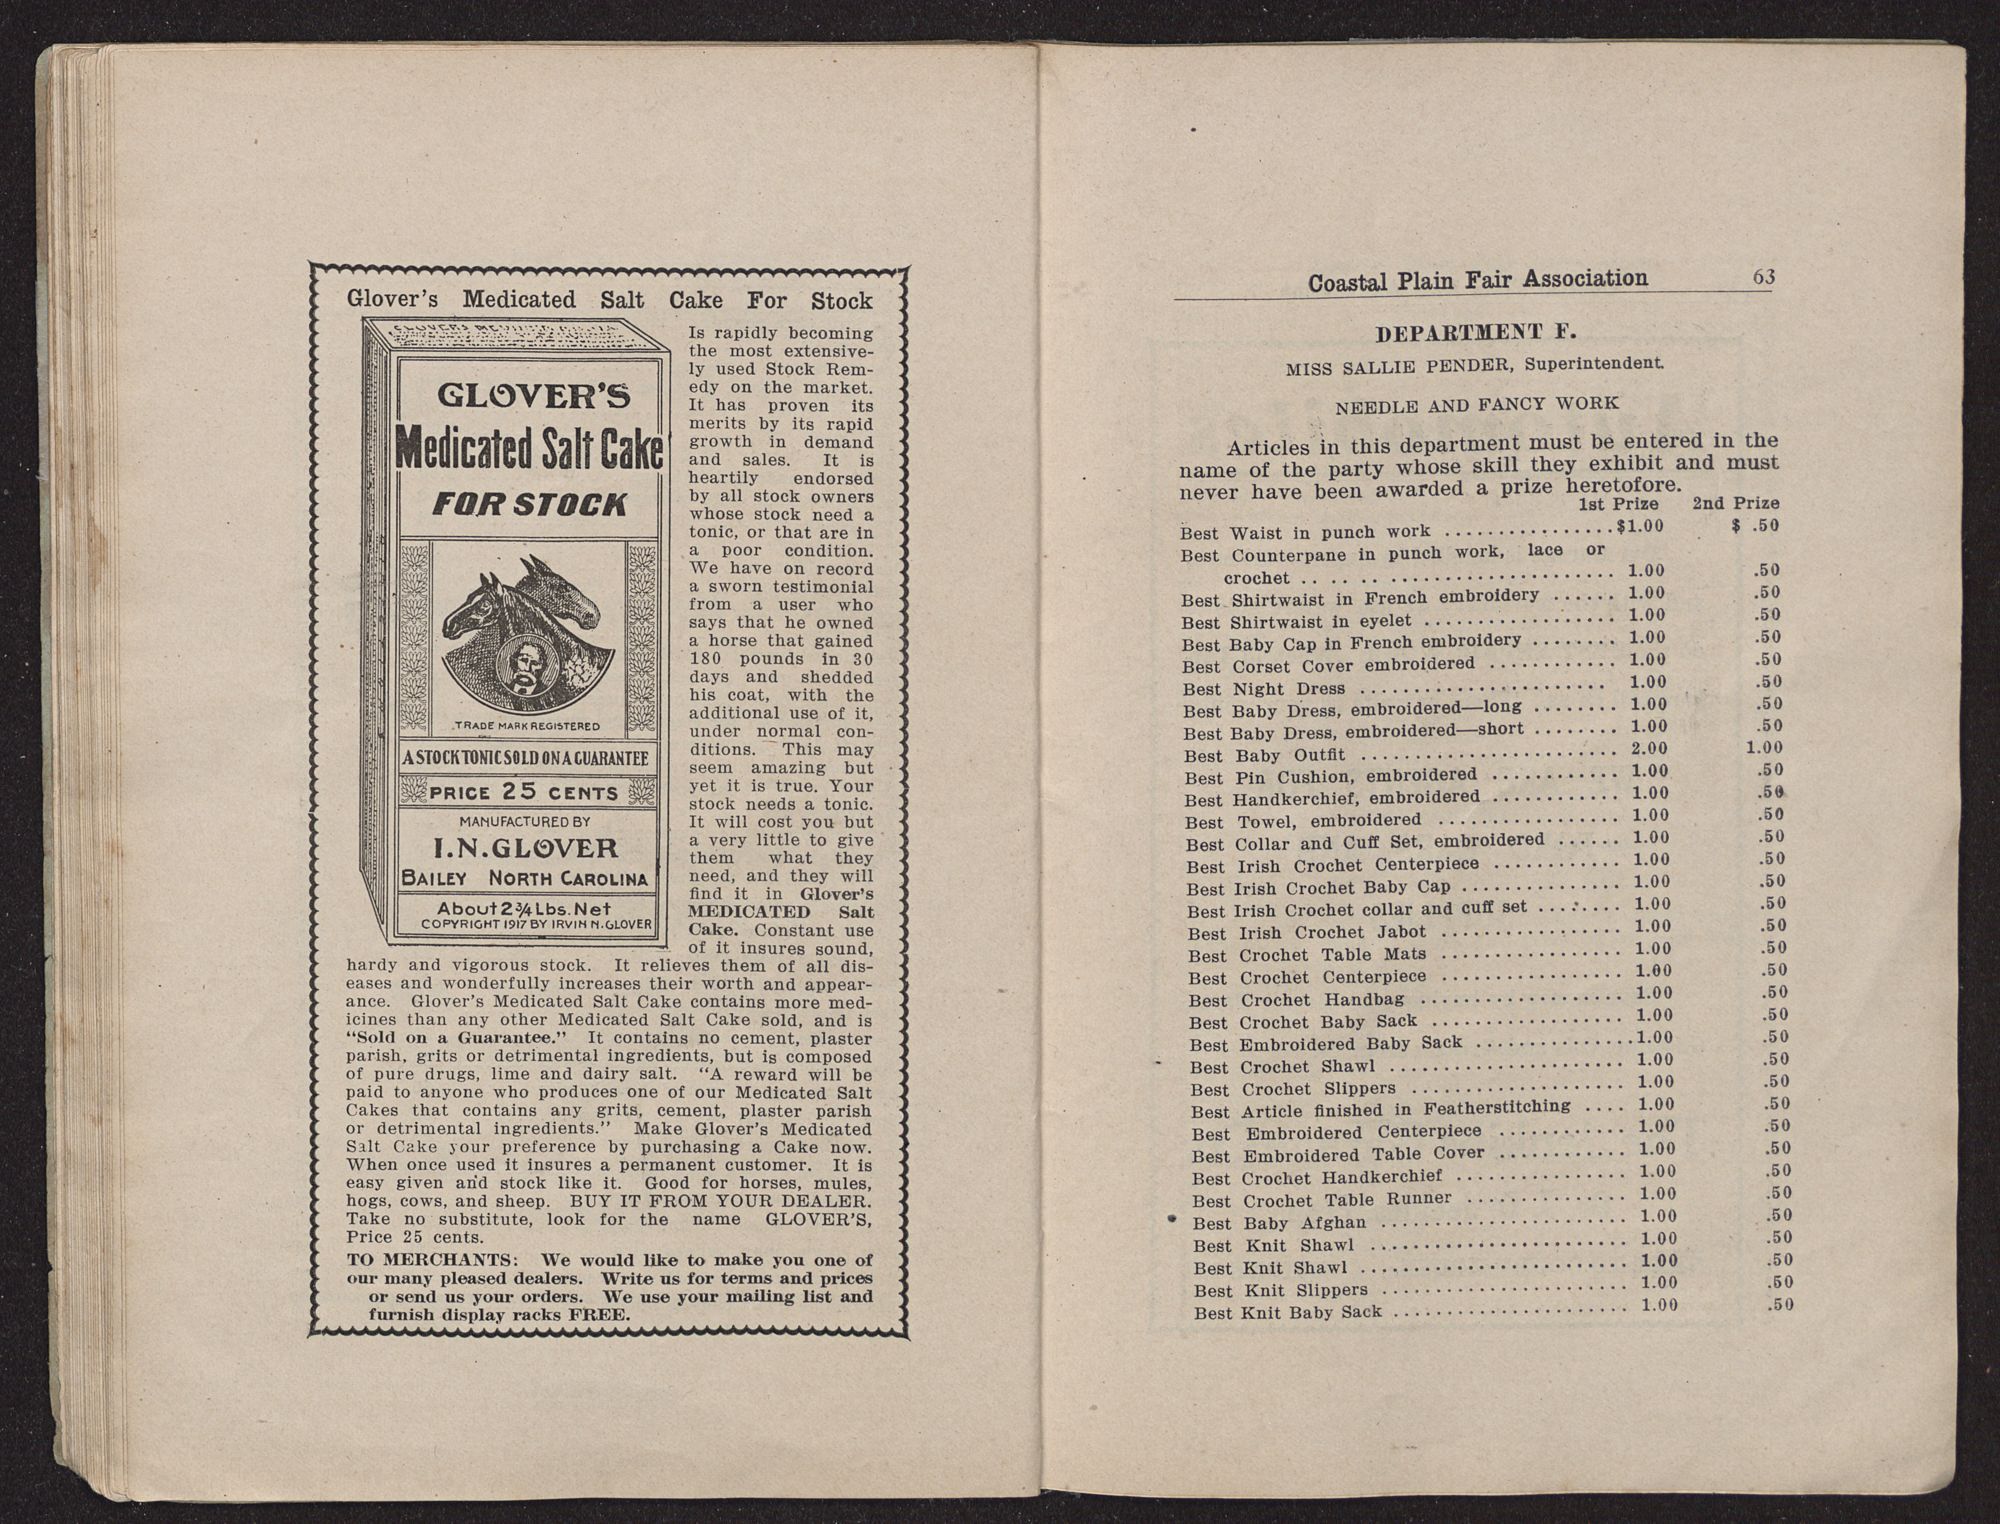 Glover's Medicated Salt Cake For Stock
GLOVER'S
Medicated Salt Cake
FOR STOCK
TRADE MARK REGISTERED
A STOCK TONIC SOLD ON A GUARANTEE
PRICE 25 CENTS
MANUFACTURED BY
I.N. GLOVER
BAILEY NORTH CAROLINA
About 2 3/4 Lbs. Net
COPYRIGHT 1917 BY IRVIN N. GLOVER
Is rapidly becoming
the most extensive-
ly used Stock Rem-
edy on the market.
It has proven its
merits by its rapid
growth in demand
and sales. It is
heartily endorsed
by all stock owners
whose stock need a
tonic, or that are in
a poor condition.
We have on record
a sworn testimonial
from a user who
says that he owned
a horse that gained
180 pounds in 30
days and shedded
his coat, with the
additional use of it,
under normal con-
ditions. This may
seem amazing but
yet it is true. Your
stock needs a tonic.
It will cost you but
a very little to give
them what they
need, and they will
find it in Glover's
MEDICATED Salt
Cake. Constant use
of it insures sound,
hardy and vigorous stock. It relieves them of all dis-
eases and wonderfully increases their worth and appear-
ance. Glover's Medicated Salt Cake contains more med-
icines than any other Medicated Salt Cake sold, and is
"Sold on a Guarantee." It contains no cement, plaster
parish, grits or detrimental ingredients, but is composed
of pure drugs, lime and dairy salt. "A reward will be
paid to anyone who produces one of our Medicated Salt
Cakes that contains any grits, cement, plaster parish
or detrimental ingredients." Make Glover's Medicated
Salt Cake your preference by purchasing a Cake now.
When once used it insures a permanent customer. It is
easy given and stock like it. Good for horses, mules,
hogs, cows, and sheep. BUY IT FROM YOUR DEALER.
Take no substitute, look for the name GLOVER'S,
Price 25 cents.
TO MERCHANTS: We would like to make you one of
our many pleased dealers. Write us for terms and prices
or send us your orders. We use your mailing list and
furnish display racks FREE.
Coastal Plain Fair Association 63
DEPARTMENT F.
MISS SALLIE PENDER, Superintendent.
NEEDLE AND FANCY WORK
Articles in this department must be entered in the
name of the party whose skill they exhibit and must
never have been awarded a prize heretofore.
1st Prize 2nd Prize
Best Waist in punch work ................$1.00 $ .50
Best Counterpane in punch work, lace or
crochet .. .. .. ..................... 1.00 .50
Best Shirtwaist in French embroidery ...... 1.00 .50
Best Shirtwaist in eyelet .................. 1.00 .50
Best Baby Cap in French embroidery ........ 1.00 .50
Best Corset Cover embroidered ............ 1.00 .50
Best Night Dress ....................... 1.00 .50
Best Baby Dress, embroidered—long ........ 1.00 .50
Best Baby Dress, embroidered—short ........ 1.00 .50
Best Baby Outfit ........................ 2.00 1.00
Best Pin Cushion, embroidered ............ 1.00 .50
Best Handkerchief, embroidered ............ 1.00 .50
Best Towel, embroidered ................. 1.00 .50
Best Collar and Cuff Set, embroidered ...... 1.00 .50
Best Irish Crochet Centerpiece ............ 1.00 .50
Best Irish Crochet Baby Cap ............... 1.00 .50
Best Irish Crochet collar and cuff set ........ 1.00 .50
Best Irish Crochet Jabot ................. 1.00 .50
Best Crochet Table Mats ................. 1.00 .50
Best Crochet Centerpiece ................. 1.00 .50
Best Crochet Handbag ................... 1.00 .50
Best Crochet Baby Sack .................. 1.00 .50
Best Embroidered Baby Sack ...............1.00 .50
Best Crochet Shawl ...................... 1.00 .50
Best Crochet Slippers .................... 1.00 .50
Best Article finished in Featherstitching .... 1.00 .50
Best Embroidered Centerpiece ............ 1.00 .50
Best Embroidered Table Cover ............ 1.00 .50
Best Crochet Handkerchief ................ 1.00 .50
Best Crochet Table Runner ............... 1.00 .50
Best Baby Afghan ....................... 1.00 .50
Best Knit Shawl ........................ 1.00 .50
Best Knit Shawl ......................... 1.00 .50
Best Knit Slippers ....................... 1.00 .50
Best Knit Baby Sack ...................... 1.00 .50